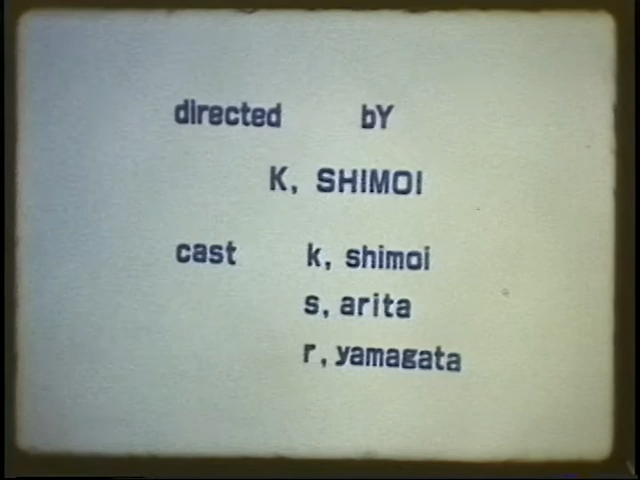 directed bY
K, SHIMOI
cast k, shimoi
s, arita
r, yamagata